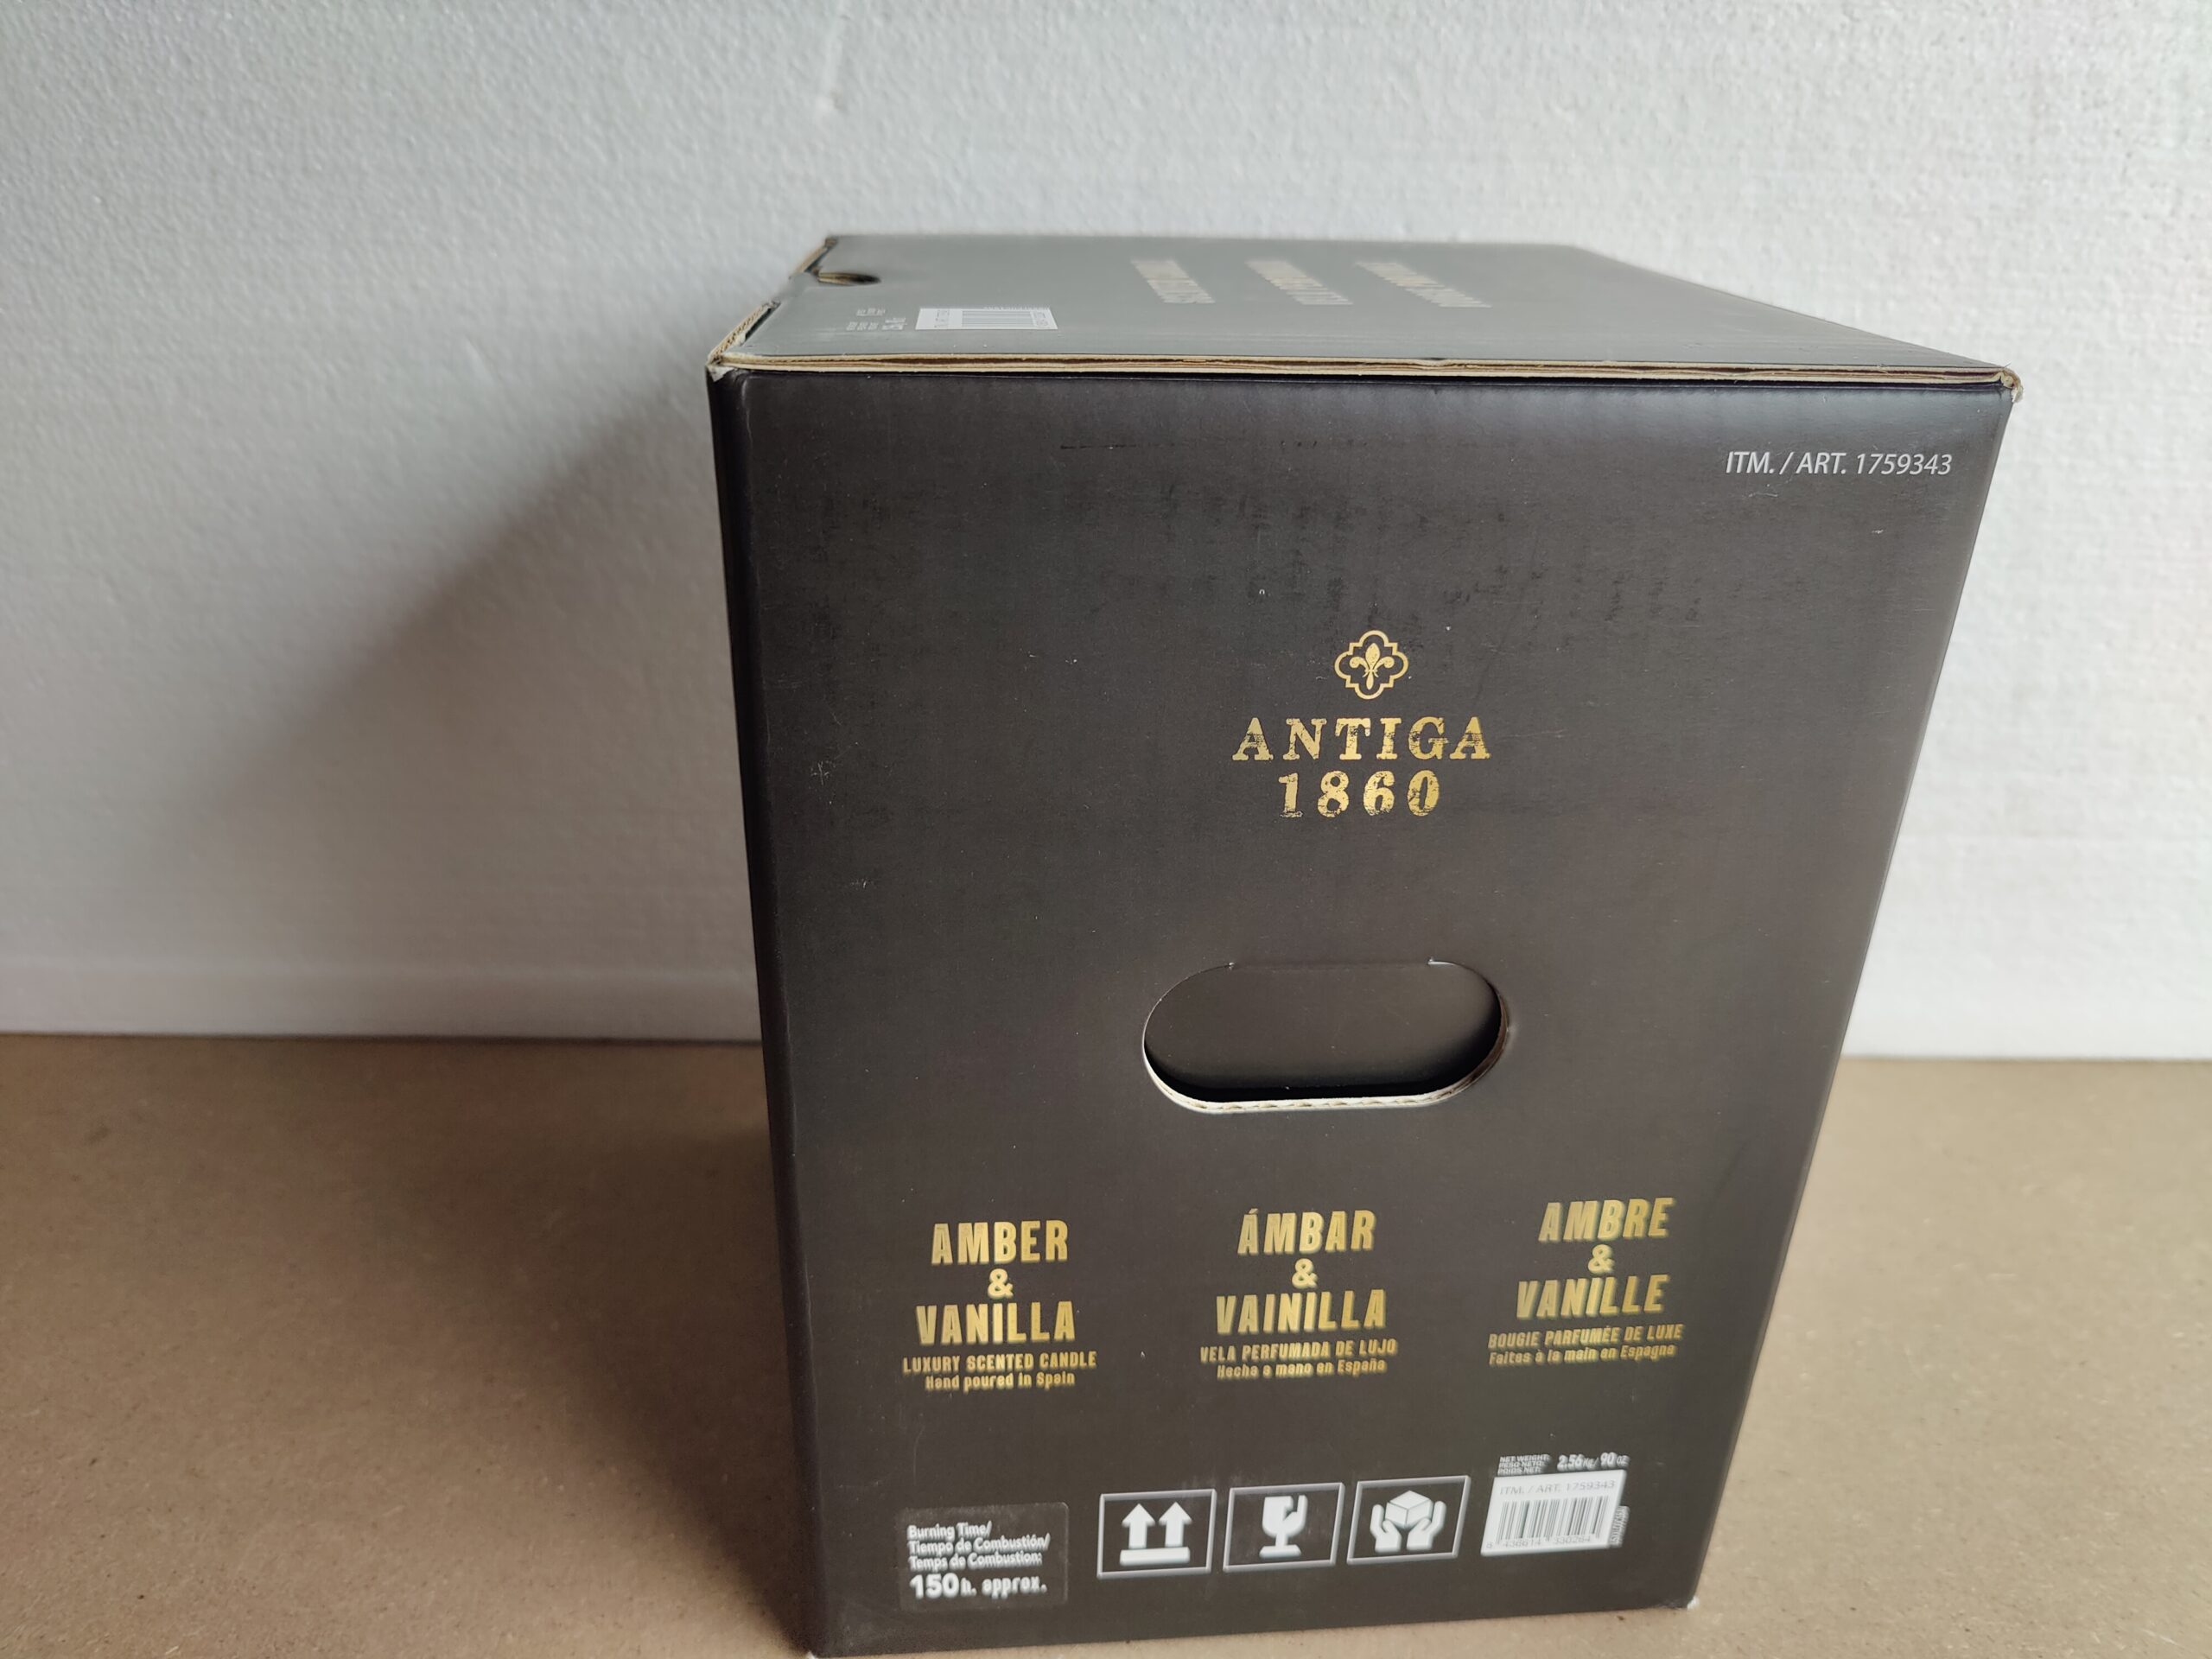 ITM. / ART. 1759343
ANTIGA
1860
AMBER
&
VANILLA
LUXURY SCENTED CANDLE
Hand poured in Spain
ÁMBAR
&
VAINILLA
VELA PERFUMADA DE LUJO
Hecha a mano en España
AMBRE
&
VANILLE
BOUGIE PARFUMÉE DE LUXE
Faites à la main en Espagne
Burning Time/
Tiempo de Combustión/
Temps de Combustion:
150h. approx.
NET WEIGHT:
PESO NETO:
POIDS NET:
2.56 Kg / 90 OZ
ITM. / ART. 1759343